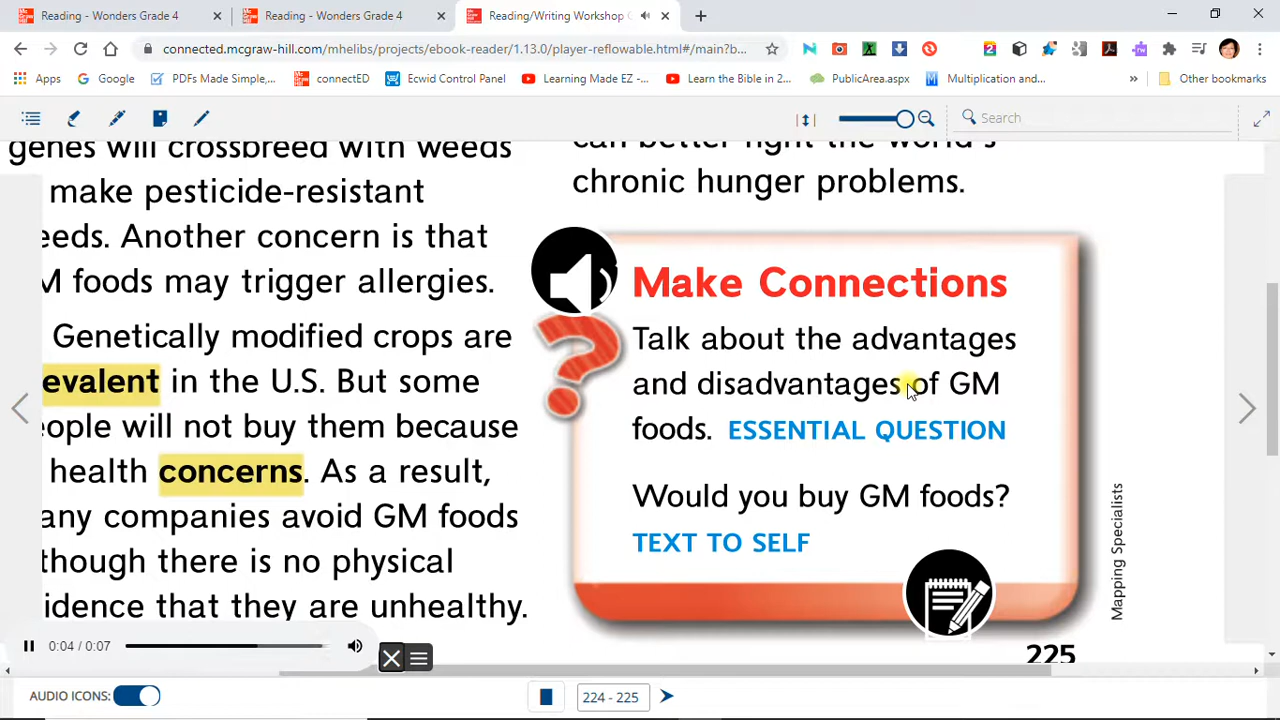 Reading - Wonders Grade 4
Reading - Wonders Grade 4
Reading/Writing Workshop
connected.mcgraw-hill.com/mhelibs/projects/ebook-reader/1.13.0/player-reflowable.html#/main?b...
Apps
Google
PDFs Made Simple,...
connectED
Ecwid Control Panel
Learning Made EZ -...
Learn the Bible in 2...
PublicArea.aspx
Multiplication and...
»
Other bookmarks
Search
genes will crossbreed with weeds
make pesticide-resistant
eeds. Another concern is that
M foods may trigger allergies.
Genetically modified crops are
evalent in the U.S. But some
eople will not buy them because
health concerns. As a result,
any companies avoid GM foods
though there is no physical
idence that they are unhealthy.
can better fight the world's
chronic hunger problems.
Make Connections
Talk about the advantages
and disadvantages of GM
foods. ESSENTIAL QUESTION
Would you buy GM foods?
TEXT TO SELF
Mapping Specialists
225
0:04 / 0:07
AUDIO ICONS:
224 - 225